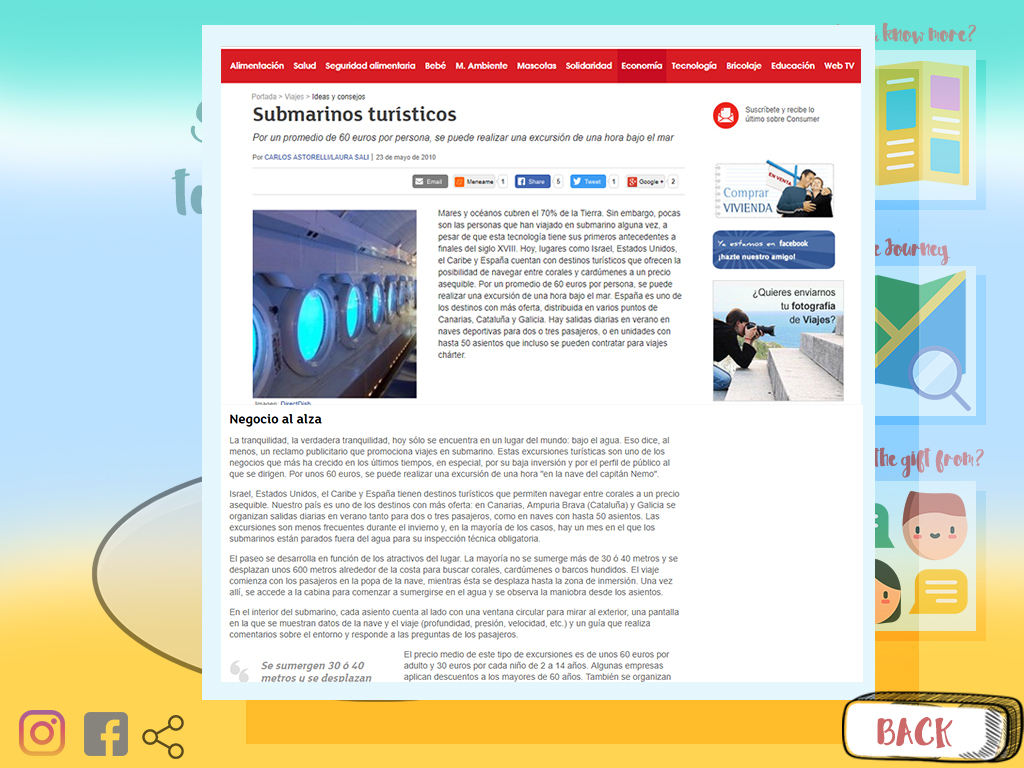 know more?
Alimentación Salud Seguridad alimentaria Bebé M. Ambiente Mascotas Solidaridad Economía Tecnología Bricolaje Educación Web TV
Portada > Viajes > Ideas y consejos
Submarinos turísticos
Por un promedio de 60 euros por persona, se puede realizar una excursión de una hora bajo el mar
Por CARLOS ASTORELLI/LAURA SALI | 23 de mayo de 2010
Email Meneame 1 Share 5 Tweet 1 Google + 2
Mares y océanos cubren el 70% de la Tierra. Sin embargo, pocas
son las personas que han viajado en submarino alguna vez, a
pesar de que esta tecnología tiene sus primeros antecedentes a
finales del siglo XVIII. Hoy, lugares como Israel, Estados Unidos,
el Caribe y España cuentan con destinos turísticos que ofrecen la
posibilidad de navegar entre corales y cardúmenes a un precio
asequible. Por un promedio de 60 euros por persona, se puede
realizar una excursión de una hora bajo el mar. España es uno de
los destinos con más oferta, distribuida en varios puntos de
Canarias, Cataluña y Galicia. Hay salidas diarias en verano en
naves deportivas para dos o tres pasajeros, o en unidades con
hasta 50 asientos que incluso se pueden contratar para viajes
chárter.
Imagen: DirectDish
Suscríbete y recibe lo
último sobre Consumer
EN VENTA
Comprar
VIVIENDA
Ya estamos en facebook
¡hazte nuestro amigo!
¿Quieres enviarnos
tu fotografía
de Viajes?
Negocio al alza
La tranquilidad, la verdadera tranquilidad, hoy sólo se encuentra en un lugar del mundo: bajo el agua. Eso dice, al
menos, un reclamo publicitario que promociona viajes en submarino. Estas excursiones turísticas son uno de los
negocios que más ha crecido en los últimos tiempos, en especial, por su baja inversión y por el perfil de público al
que se dirigen. Por unos 60 euros, se puede realizar una excursión de una hora "en la nave del capitán Nemo".
Israel, Estados Unidos, el Caribe y España tienen destinos turísticos que permiten navegar entre corales a un precio
asequible. Nuestro país es uno de los destinos con más oferta: en Canarias, Ampuria Brava (Cataluña) y Galicia se
organizan salidas diarias en verano tanto para dos o tres pasajeros, como en naves con hasta 50 asientos. Las
excursiones son menos frecuentes durante el invierno y, en la mayoría de los casos, hay un mes en el que los
submarinos están parados fuera del agua para su inspección técnica obligatoria.
El paseo se desarrolla en función de los atractivos del lugar. La mayoría no se sumerge más de 30 ó 40 metros y se
desplazan unos 600 metros alrededor de la costa para buscar corales, cardúmenes o barcos hundidos. El viaje
comienza con los pasajeros en la popa de la nave, mientras ésta se desplaza hasta la zona de inmersión. Una vez
allí, se accede a la cabina para comenzar a sumergirse en el agua y se observa la maniobra desde los asientos.
En el interior del submarino, cada asiento cuenta al lado con una ventana circular para mirar al exterior, una pantalla
en la que se muestran datos de la nave y el viaje (profundidad, presión, velocidad, etc.) y un guía que realiza
comentarios sobre el entorno y responde a las preguntas de los pasajeros.
Se sumergen 30 ó 40
metros y se desplazan
El precio medio de este tipo de excursiones es de unos 60 euros por
adulto y 30 euros por cada niño de 2 a 14 años. Algunas empresas
aplican descuentos a los mayores de 60 años. También se organizan
Journey
the gift from?
BACK